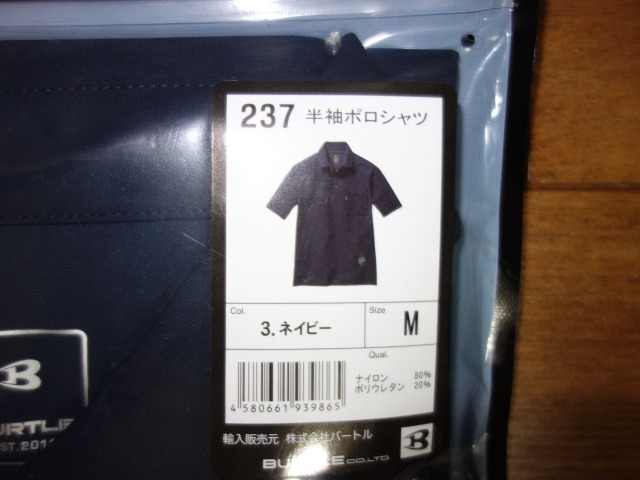 237 半袖ポロシャツ
Col.
3. ネイビー
Size
M
Qual.
ナイロン 80%
ポリウレタン 20%
4 580661 939865
輸入販売元 株式会社バートル
CO.LTD.
B